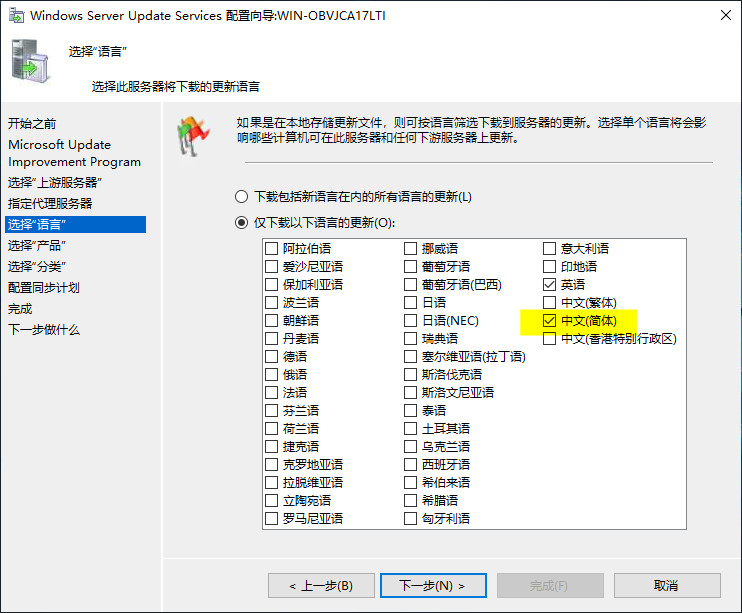 Windows Server Update Services 配置向导:WIN-OBVJCA17LTI
选择“语言”
选择此服务器将下载的更新语言
开始之前
Microsoft Update
Improvement Program
选择“上游服务器”
指定代理服务器
选择“语言”
选择“产品”
选择“分类”
配置同步计划
完成
下一步做什么
如果是在本地存储更新文件，则可按语言筛选下载到服务器的更新。选择单个语言将会影
响哪些计算机可在此服务器和任何下游服务器上更新。
下载包括新语言在内的所有语言的更新(L)
仅下载以下语言的更新(O):
阿拉伯语
爱沙尼亚语
保加利亚语
波兰语
朝鲜语
丹麦语
德语
俄语
法语
芬兰语
荷兰语
捷克语
克罗地亚语
拉脱维亚语
立陶宛语
罗马尼亚语
挪威语
葡萄牙语
葡萄牙语(巴西)
日语
日语(NEC)
瑞典语
塞尔维亚语(拉丁语)
斯洛伐克语
斯洛文尼亚语
泰语
土耳其语
乌克兰语
西班牙语
希伯来语
希腊语
匈牙利语
意大利语
印地语
英语
中文(繁体)
中文(简体)
中文(香港特别行政区)
< 上一步(B)
下一步(N) >
完成(F)
取消